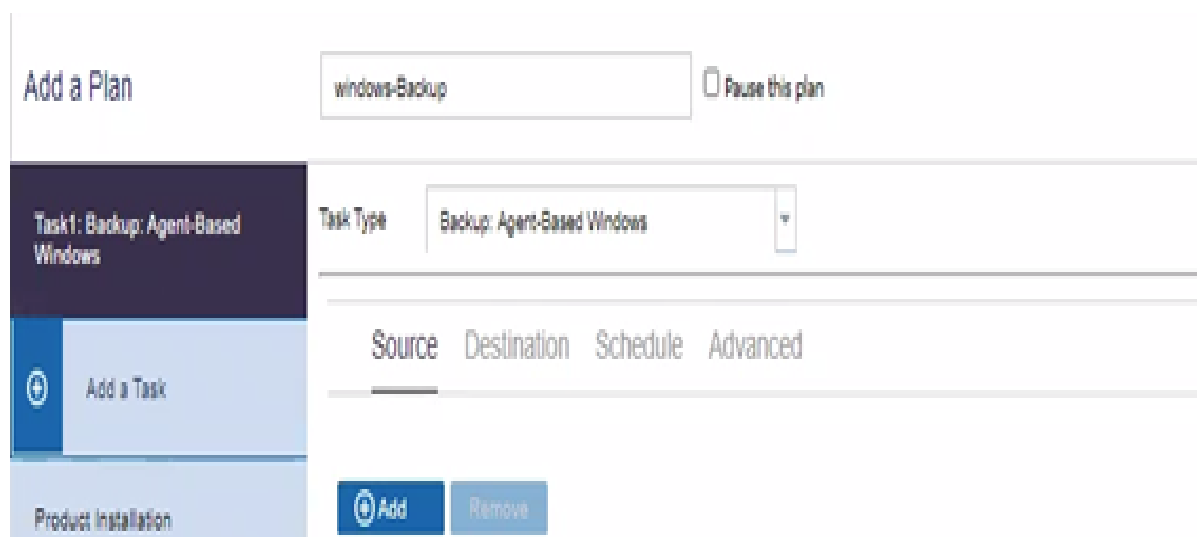 Add a Plan
windows-Backup
Pause this plan
Task1: Backup: Agent-Based
Windows
Task Type
Backup: Agent-Based Windows
Source Destination Schedule Advanced
Add a Task
Add Remove
Product Installation